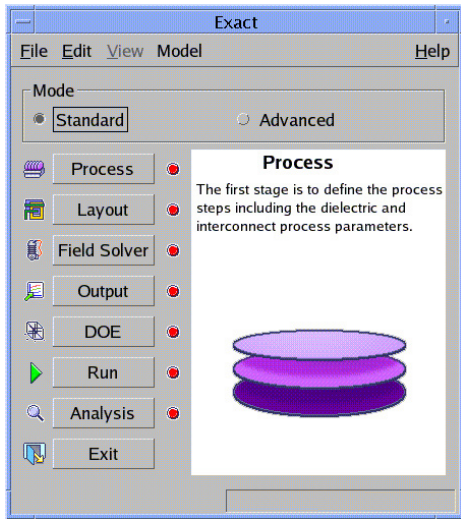 Exact
File Edit View Model Help
Mode
Standard Advanced
Process
Layout
Field Solver
Output
DOE
Run
Analysis
Exit
Process
The first stage is to define the process
steps including the dielectric and
interconnect process parameters.